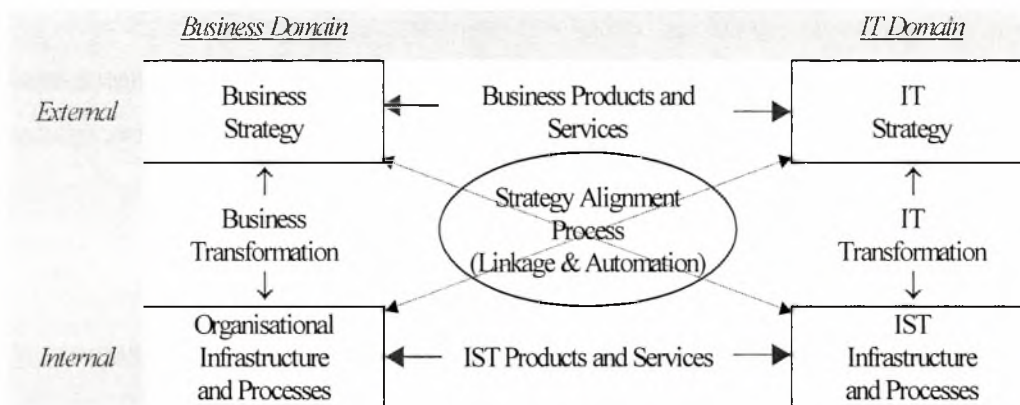 Business Domain
IT Domain
External
Business
Strategy
Business Products and
Services
IT
Strategy
Business
Transformation
Strategy Alignment
Process
(Linkage & Automation)
IT
Transformation
Internal
Organisational
Infrastructure
and Processes
IST Products and Services
IST
Infrastructure
and Processes